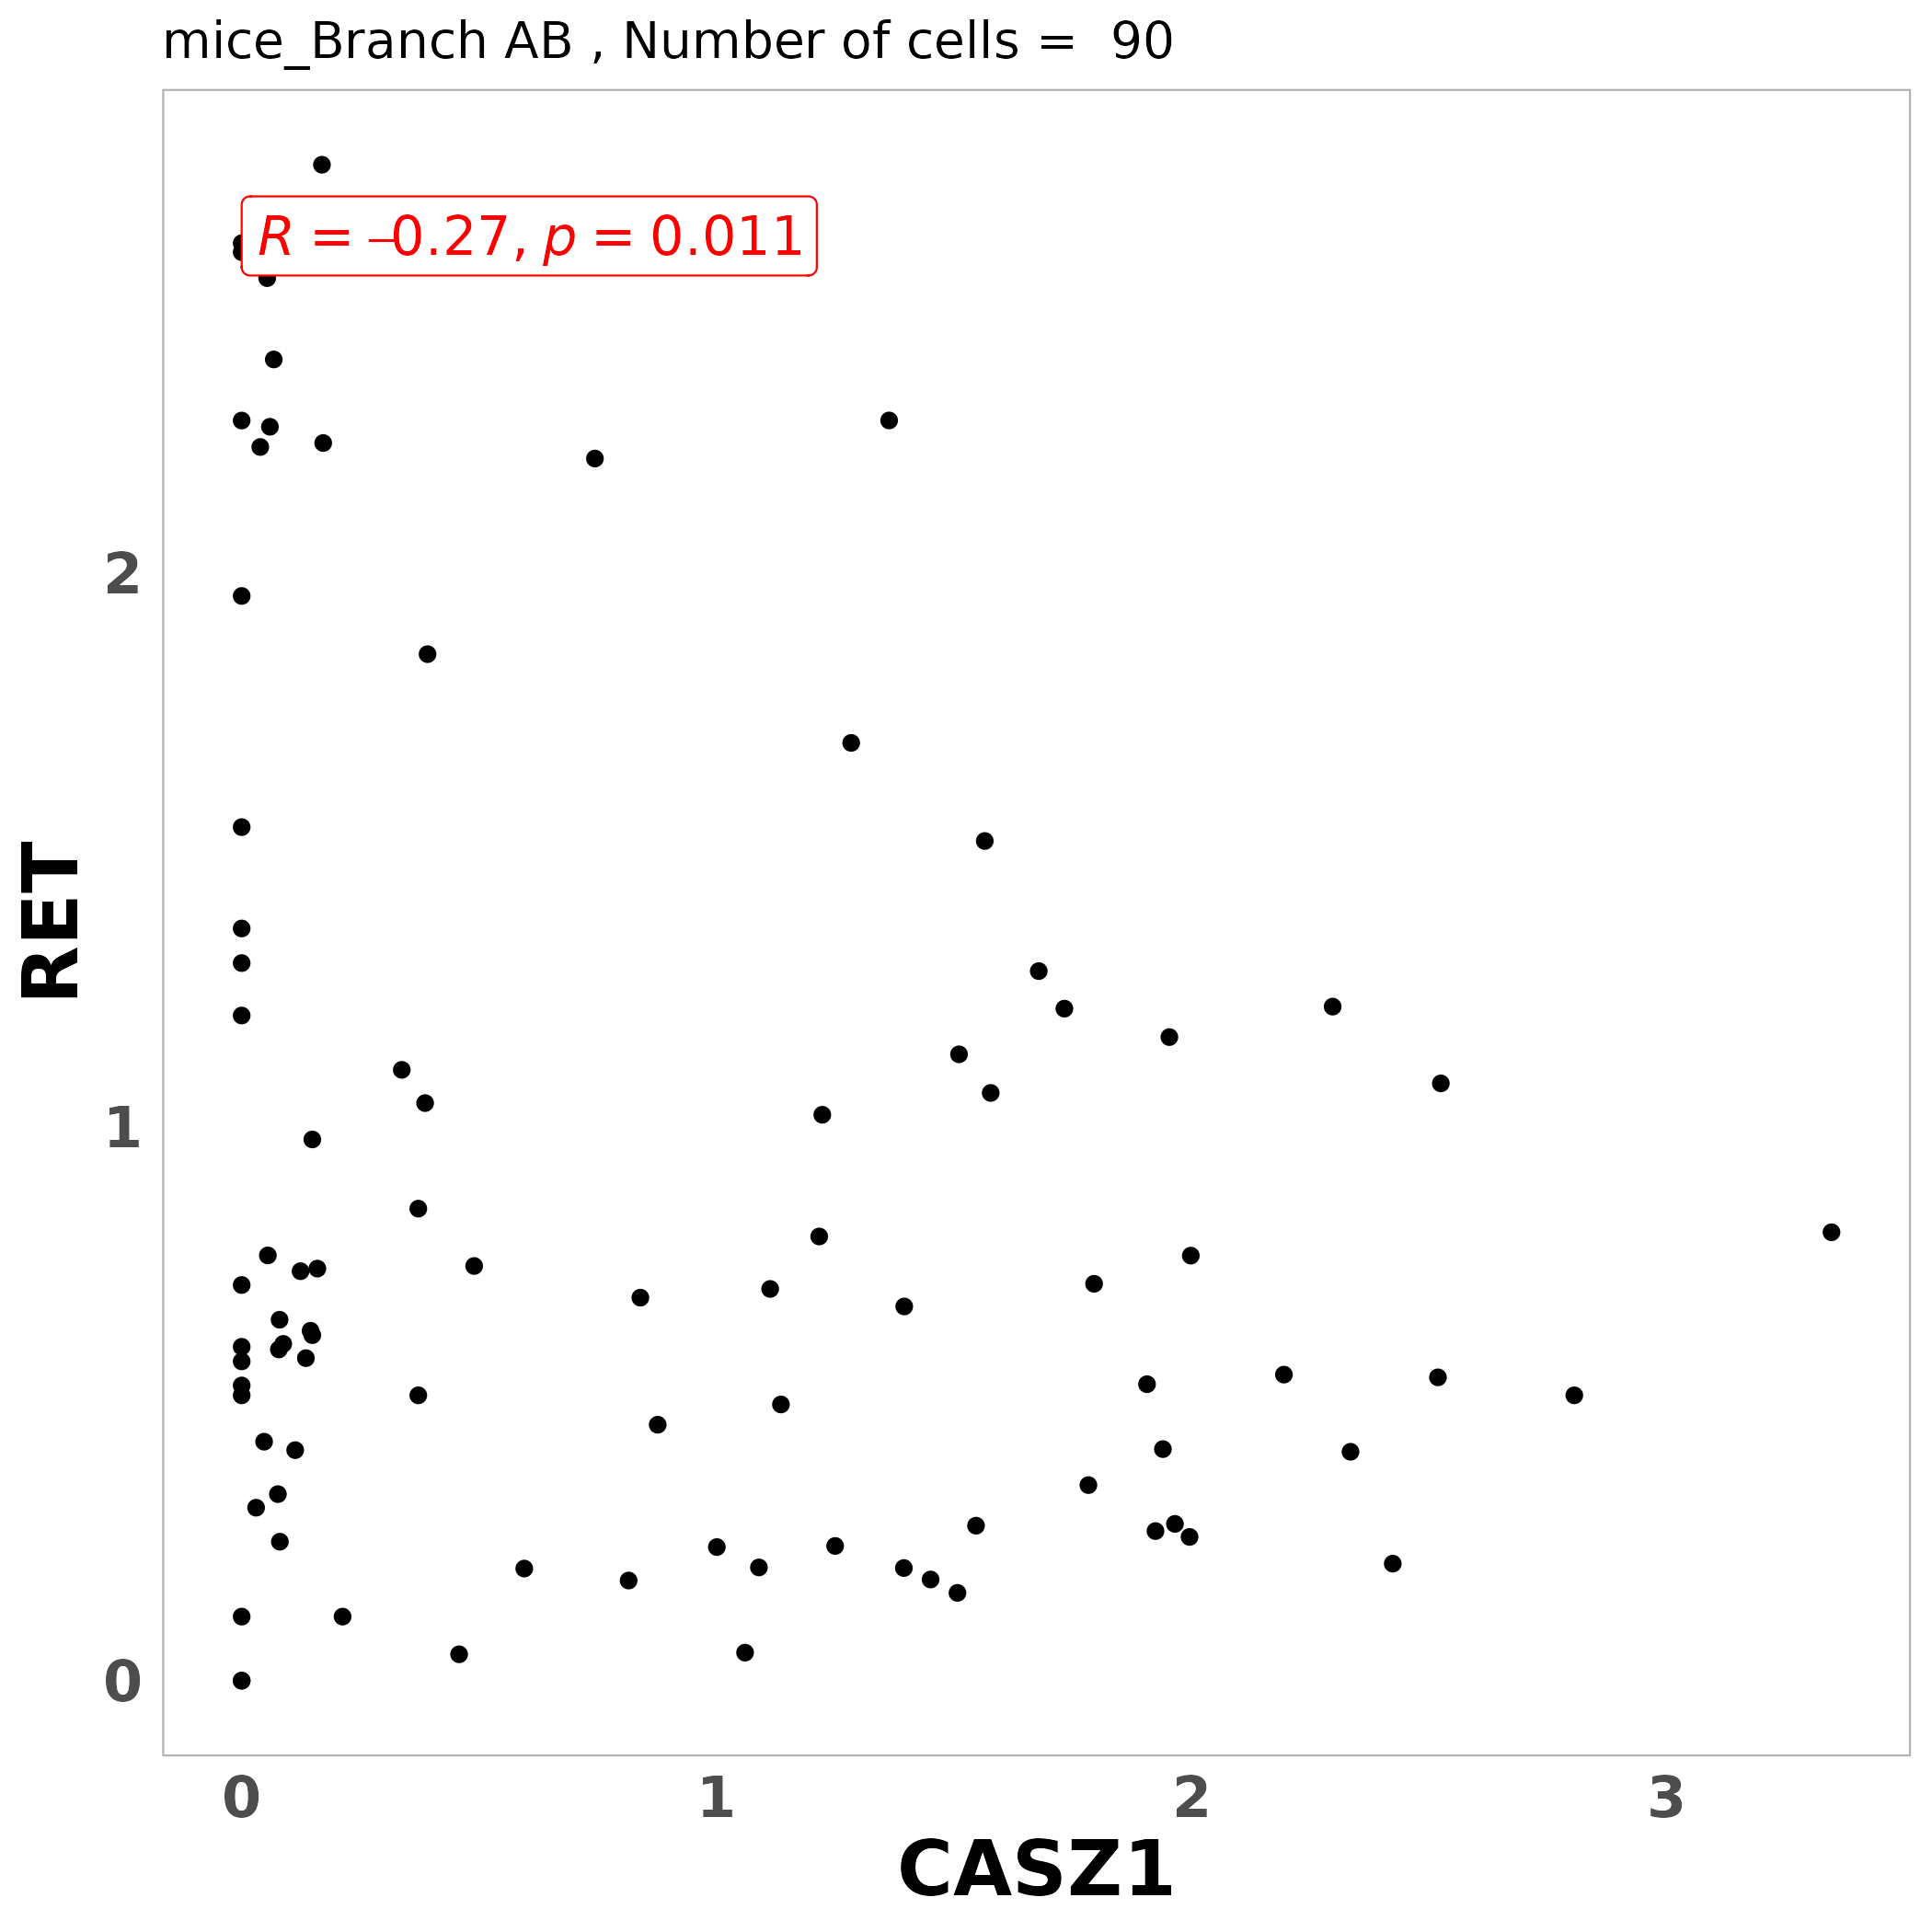 mice_Branch AB , Number of cells =  90
R = –0.27, p = 0.011
RET
2
1
0
0 1 2 3
CASZ1